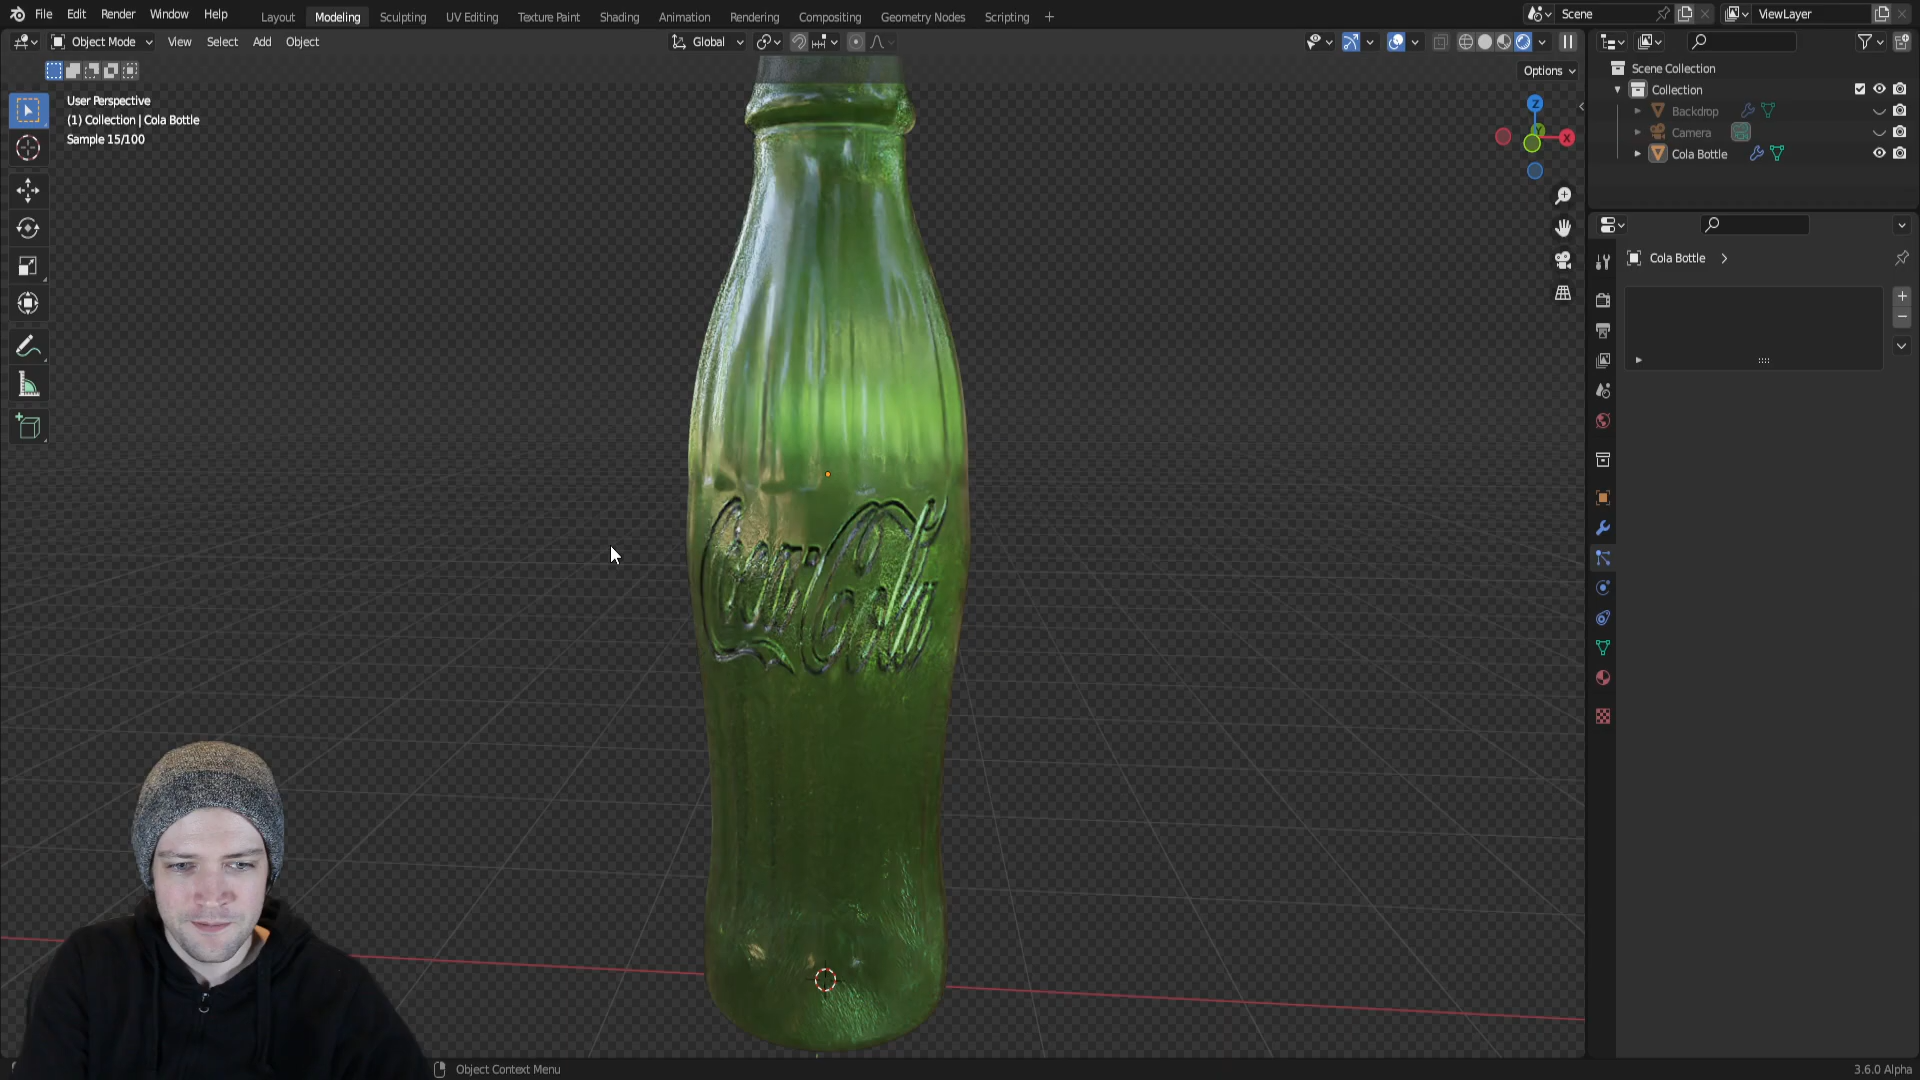 File Edit Render Window Help Layout Modeling Sculpting UV Editing Texture Paint Shading Animation Rendering Compositing Geometry Nodes Scripting + Scene ViewLayer
Object Mode View Select Add Object Global
Options
User Perspective
(1) Collection | Cola Bottle
Sample 15/100
Z
Y
X
Scene Collection
Collection
Backdrop
Camera
Cola Bottle
Cola Bottle
Coca-Cola
Object Context Menu
3.6.0 Alpha